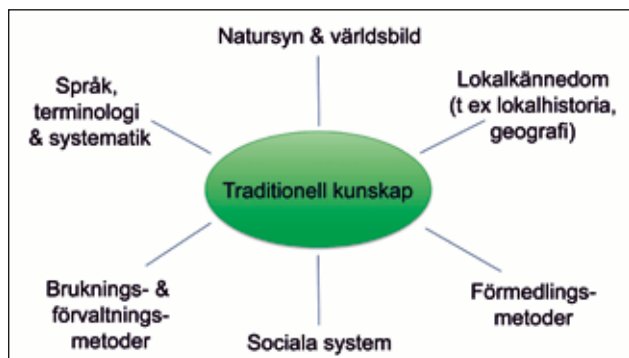 Natursyn & världsbild
Språk,
terminologi
& systematik
Lokalkännedom
(t ex lokalhistoria,
geografi)
Traditionell kunskap
Bruknings- &
förvaltnings-
metoder
Sociala system
Förmedlings-
metoder